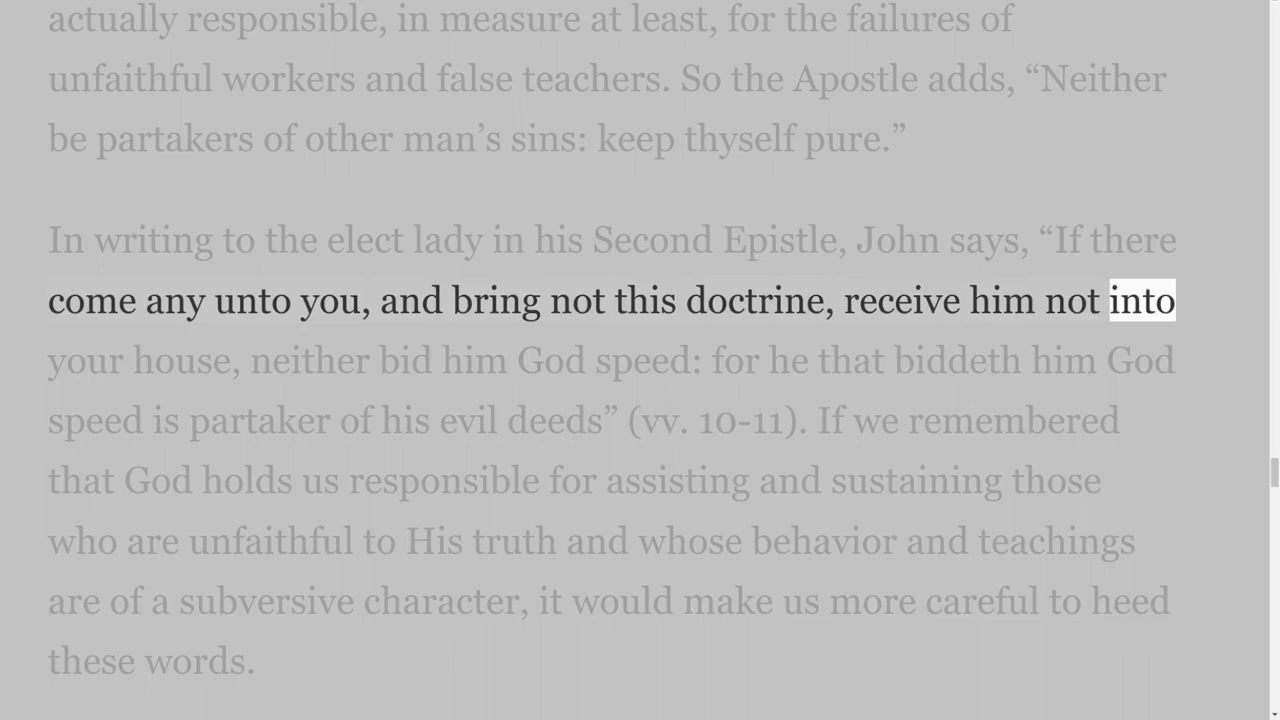 actually responsible, in measure at least, for the failures of
unfaithful workers and false teachers. So the Apostle adds, “Neither
be partakers of other man’s sins: keep thyself pure.”
In writing to the elect lady in his Second Epistle, John says, “If there
come any unto you, and bring not this doctrine, receive him not into
your house, neither bid him God speed: for he that biddeth him God
speed is partaker of his evil deeds” (vv. 10-11). If we remembered
that God holds us responsible for assisting and sustaining those
who are unfaithful to His truth and whose behavior and teachings
are of a subversive character, it would make us more careful to heed
these words.